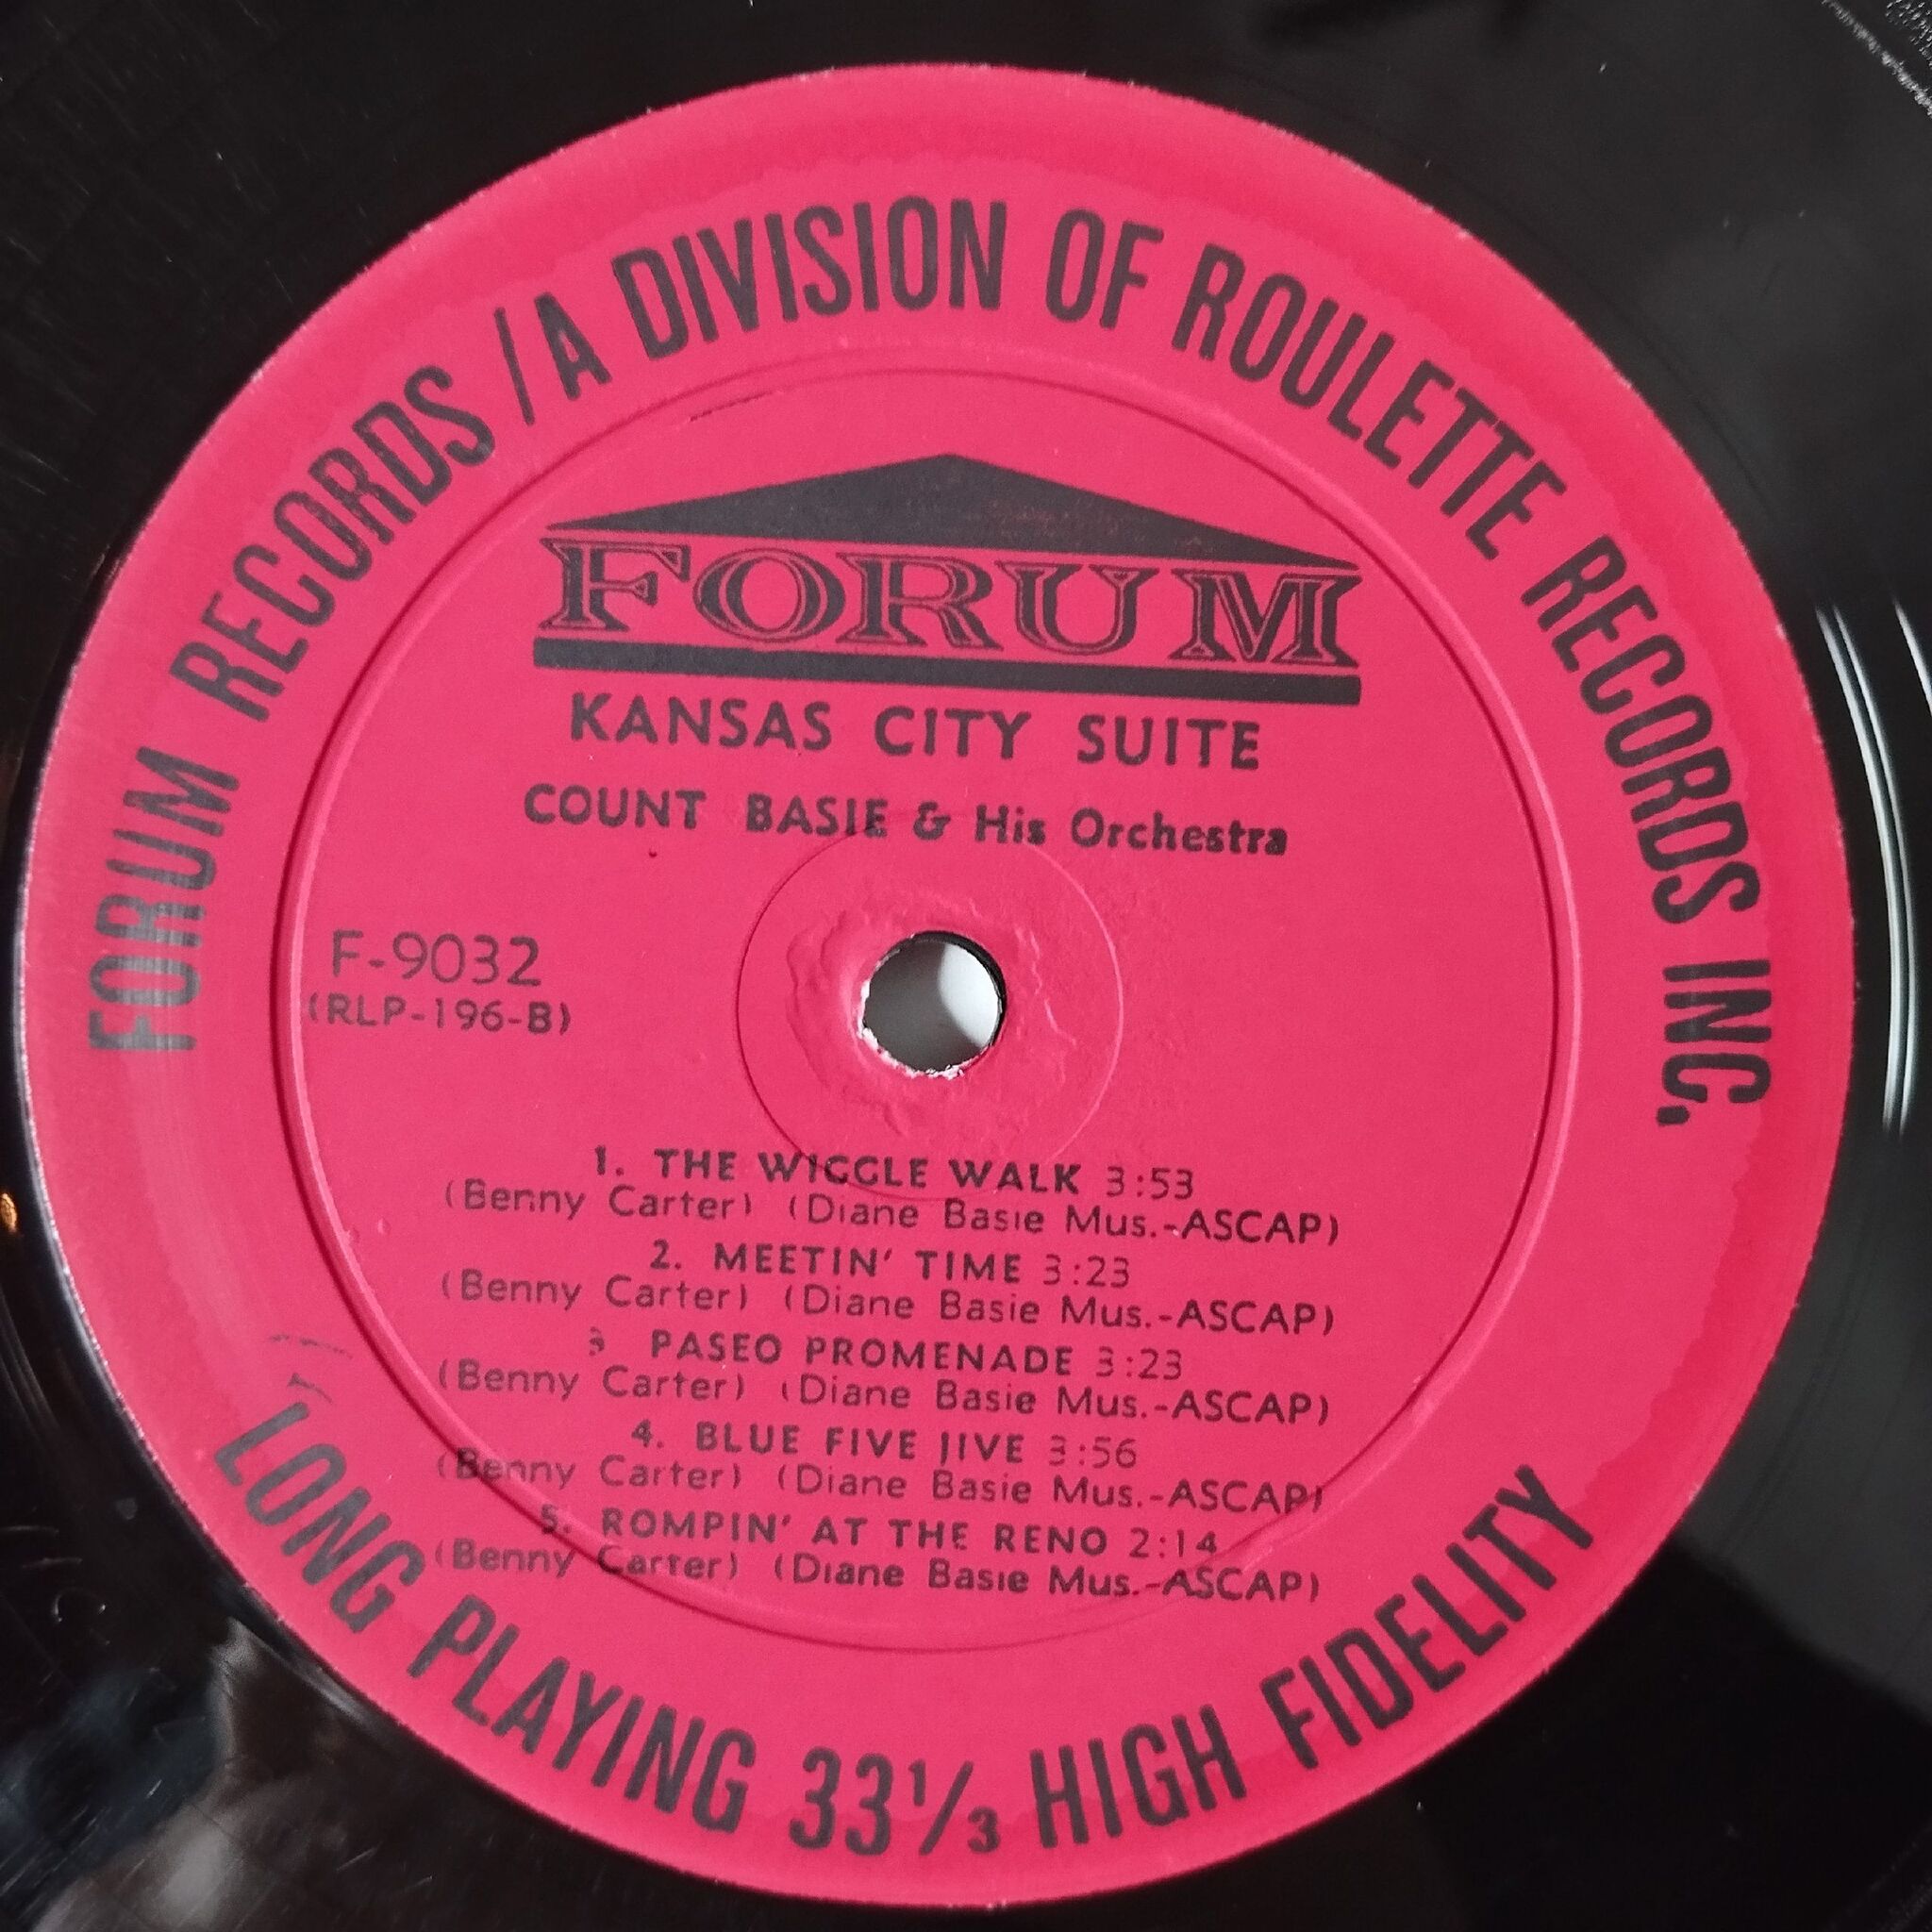 FORUM RECORDS / A DIVISION OF ROULETTE RECORDS INC.
FORUM
KANSAS CITY SUITE
COUNT BASIE & His Orchestra
F-9032
(RLP-196-B)
1. THE WIGGLE WALK 3:53
(Benny Carter) (Diane Basie Mus.-ASCAP)
2. MEETIN' TIME 3:23
(Benny Carter) (Diane Basie Mus.-ASCAP)
3 PASEO PROMENADE 3:23
(Benny Carter) (Diane Basie Mus.-ASCAP)
4. BLUE FIVE JIVE 3:56
(Benny Carter) (Diane Basie Mus.-ASCAP)
5. ROMPIN' AT THE RENO 2:14
(Benny Carter) (Diane Basie Mus.-ASCAP)
LONG PLAYING 33⅓ HIGH FIDELITY